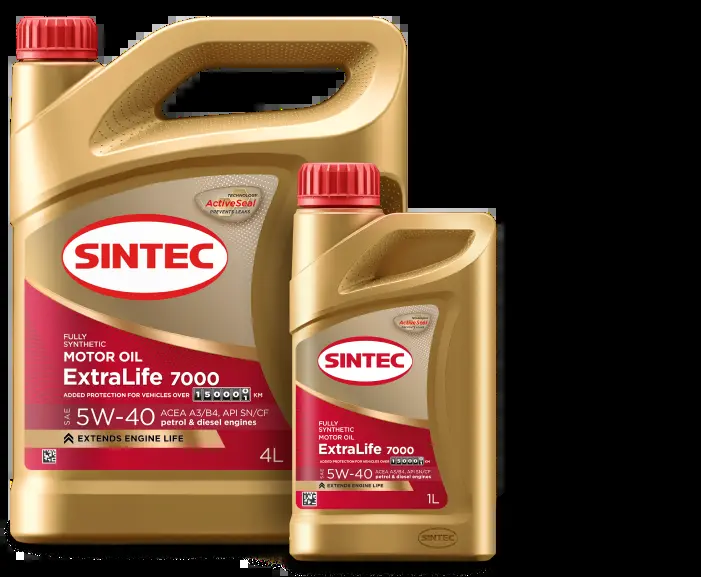 TECHNOLOGY
ActiveSeal
PREVENTS LEAKS
SINTEC
FULLY
SYNTHETIC
MOTOR OIL
ExtraLife 7000
ADDED PROTECTION FOR VEHICLES OVER 150000 KM
SAE 5W-40 ACEA A3/B4, API SN/CF
petrol & diesel engines
EXTENDS ENGINE LIFE
4L
ActiveSeal
SINTEC
FULLY
SYNTHETIC
MOTOR OIL
ExtraLife 7000
ADDED PROTECTION FOR VEHICLES OVER KM
SAE 5W-40 ACEA A3/B4, API SN/CF
petrol & diesel engines
EXTENDS ENGINE LIFE
1L
SINTEC